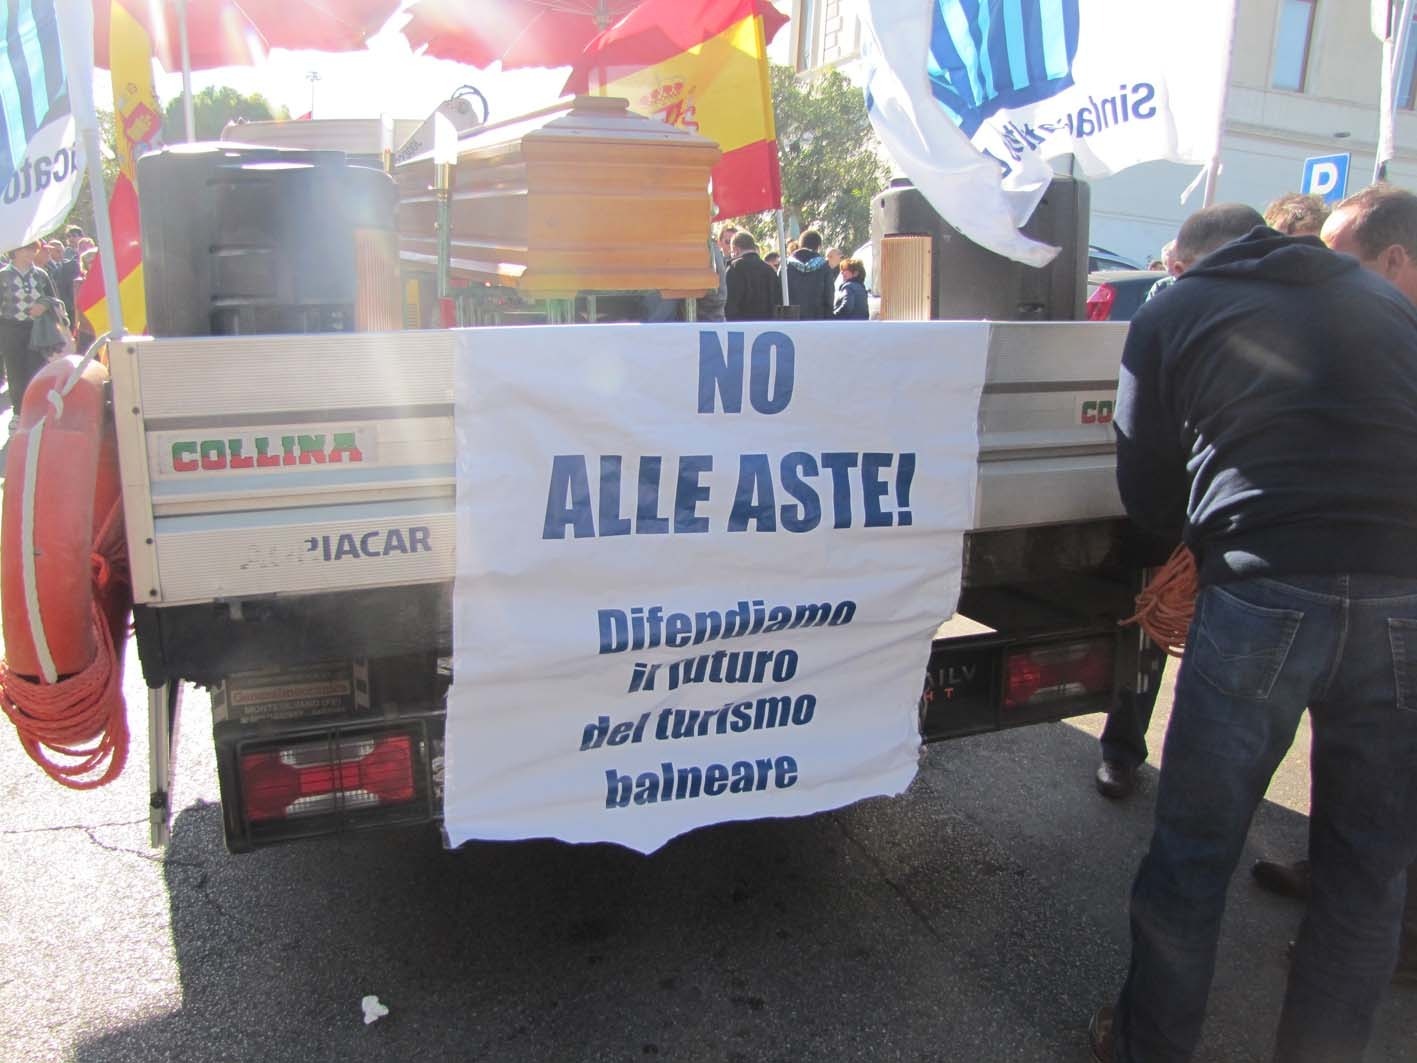 NO
ALLE ASTE!
Difendiamo
il futuro
del turismo
balneare
COLLINA
PIACAR
P